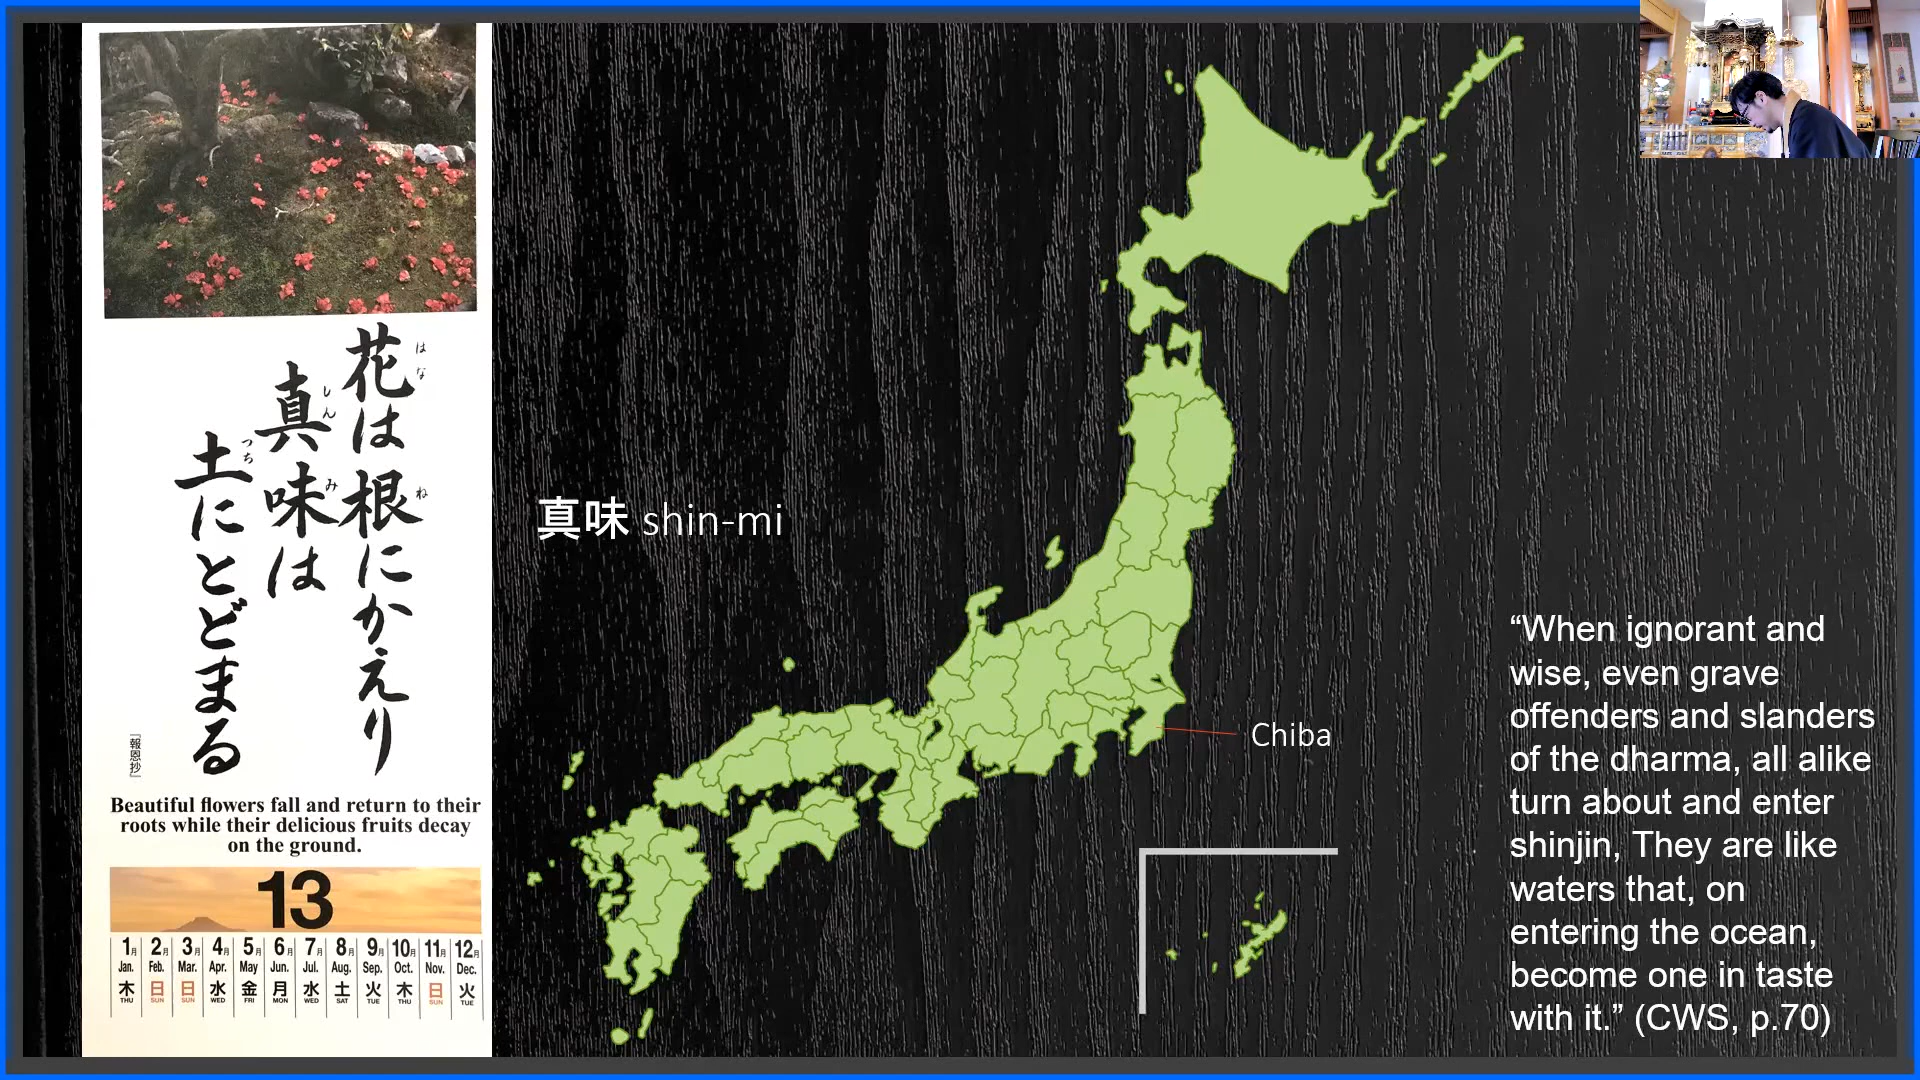 花は根にかえり
はな
ね
真味は
しんみ
土にとどまる
つち
『報恩抄』
Beautiful flowers fall and return to their
roots while their delicious fruits decay
on the ground.
13
1月 2月 3月 4月 5月 6月 7月 8月 9月 10月 11月 12月
Jan. Feb. Mar. Apr. May Jun. Jul. Aug. Sep. Oct. Nov. Dec.
木 日 日 水 金 月 水 土 火 木 日 火
THU SUN SUN WED FRI MON WED SAT TUE THU SUN TUE
真味 shin-mi
Chiba
“When ignorant and
wise, even grave
offenders and slanders
of the dharma, all alike
turn about and enter
shinjin, They are like
waters that, on
entering the ocean,
become one in taste
with it.” (CWS, p.70)